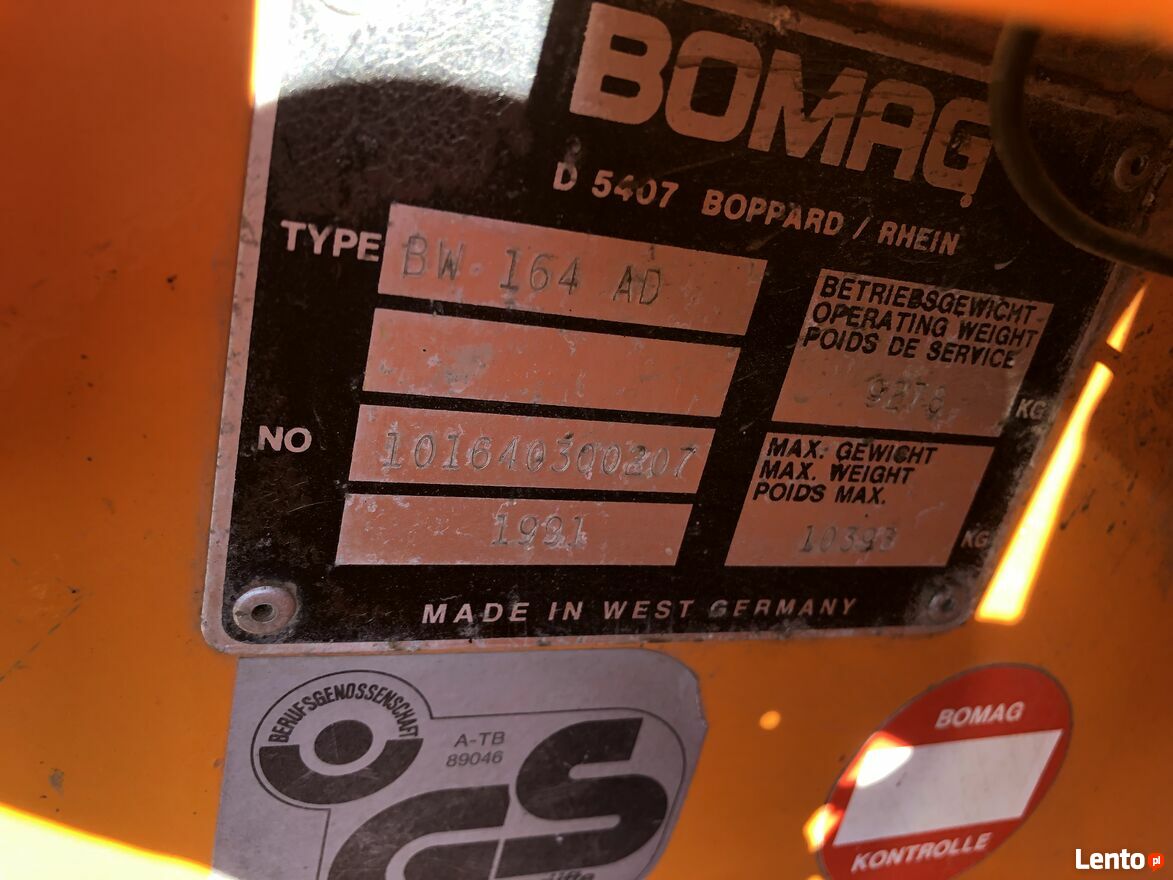 BOMAG
D 5407 BOPPARD / RHEIN
TYPE BW 164 AD
BETRIEBSGEWICHT
OPERATING WEIGHT
POIDS DE SERVICE
KG
NO 101640300207
MAX. GEWICHT
MAX. WEIGHT
POIDS MAX.
KG
1991
MADE IN WEST GERMANY
BERUFSGENOSSENSCHAFT
A-TB
89046
GS
BOMAG
KONTROLLE
Lento.pl